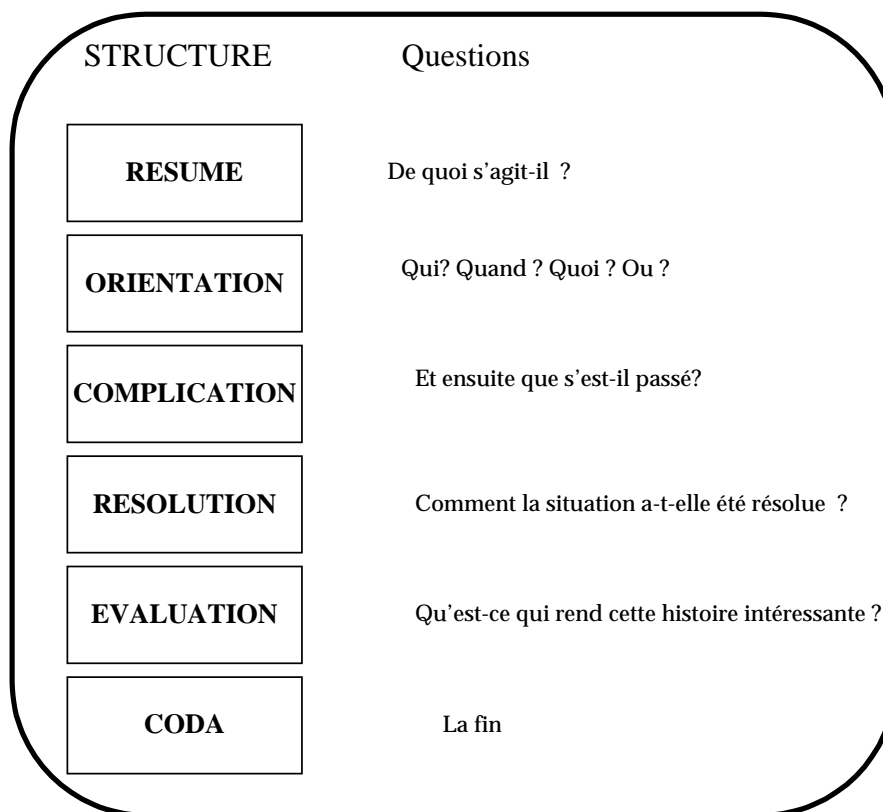 STRUCTURE Questions
RESUME De quoi s'agit-il ?
ORIENTATION Qui? Quand ? Quoi ? Ou ?
COMPLICATION Et ensuite que s'est-il passé?
RESOLUTION Comment la situation a-t-elle été résolue ?
EVALUATION Qu'est-ce qui rend cette histoire intéressante ?
CODA La fin